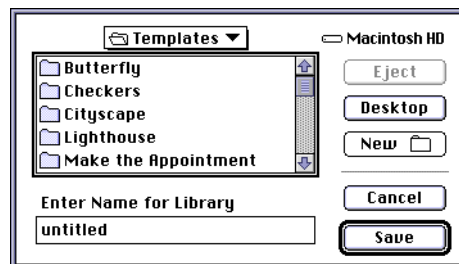 Templates
Macintosh HD
Butterfly
Checkers
Cityscape
Lighthouse
Make the Appointment
Eject
Desktop
New
Enter Name for Library
untitled
Cancel
Save